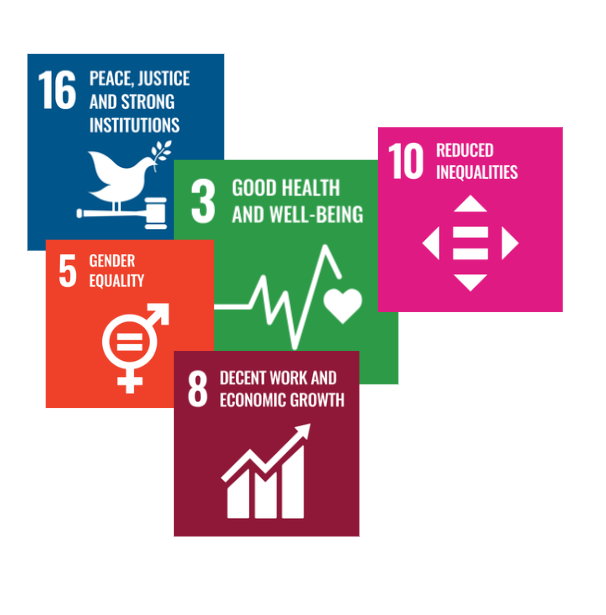 16 PEACE, JUSTICE
AND STRONG
INSTITUTIONS
10 REDUCED
INEQUALITIES
3 GOOD HEALTH
AND WELL-BEING
5 GENDER
EQUALITY
8 DECENT WORK AND
ECONOMIC GROWTH